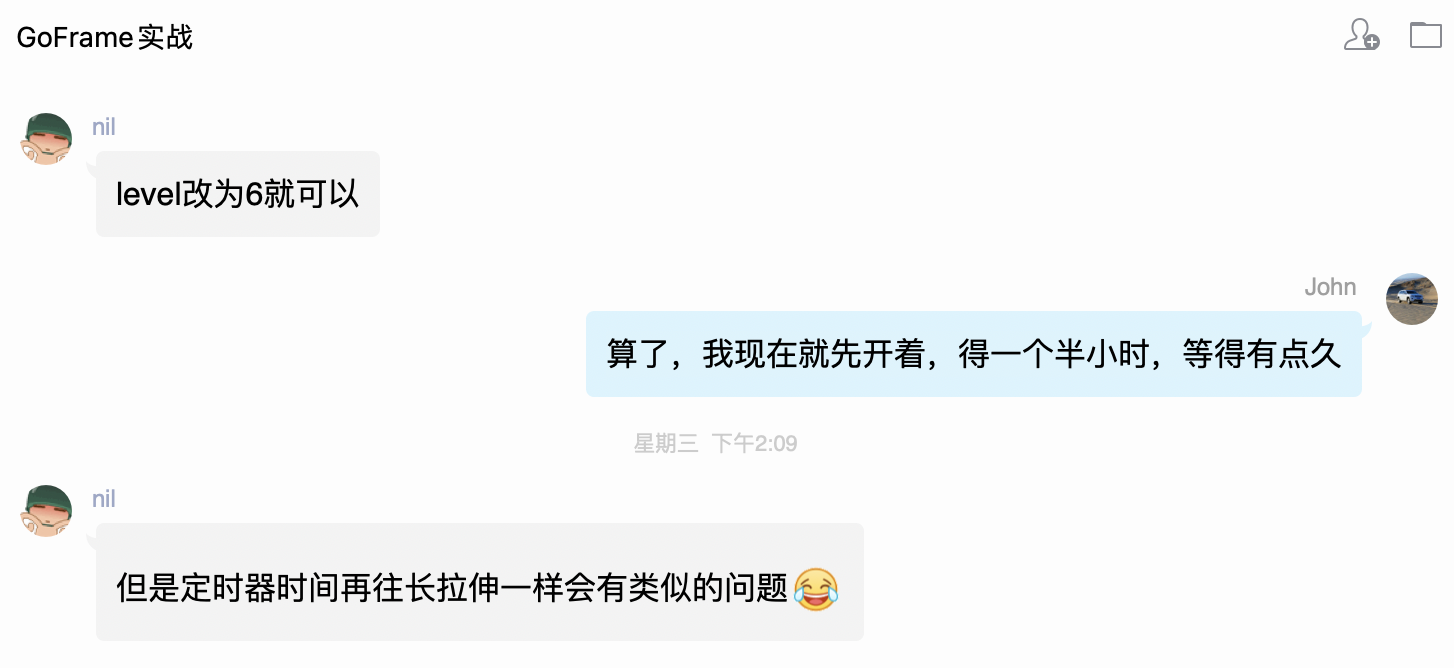 GoFrame实战
nil
level改为6就可以
John
算了，我现在就先开着，得一个半小时，等得有点久
星期三 下午2:09
nil
但是定时器时间再往长拉伸一样会有类似的问题😂